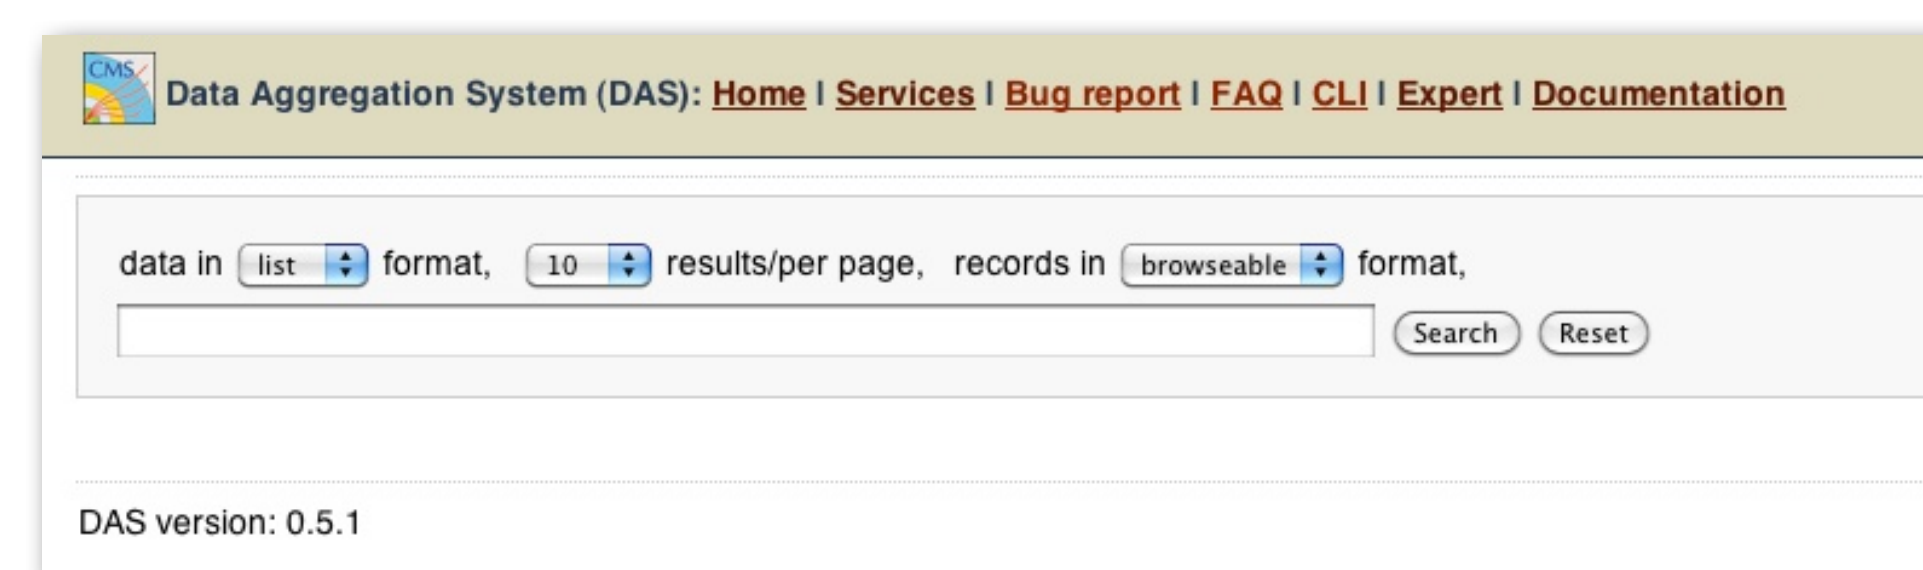 CMS
Data Aggregation System (DAS): Home | Services | Bug report | FAQ | CLI | Expert | Documentation
data in list format, 10 results/per page, records in browseable format,
Search Reset
DAS version: 0.5.1